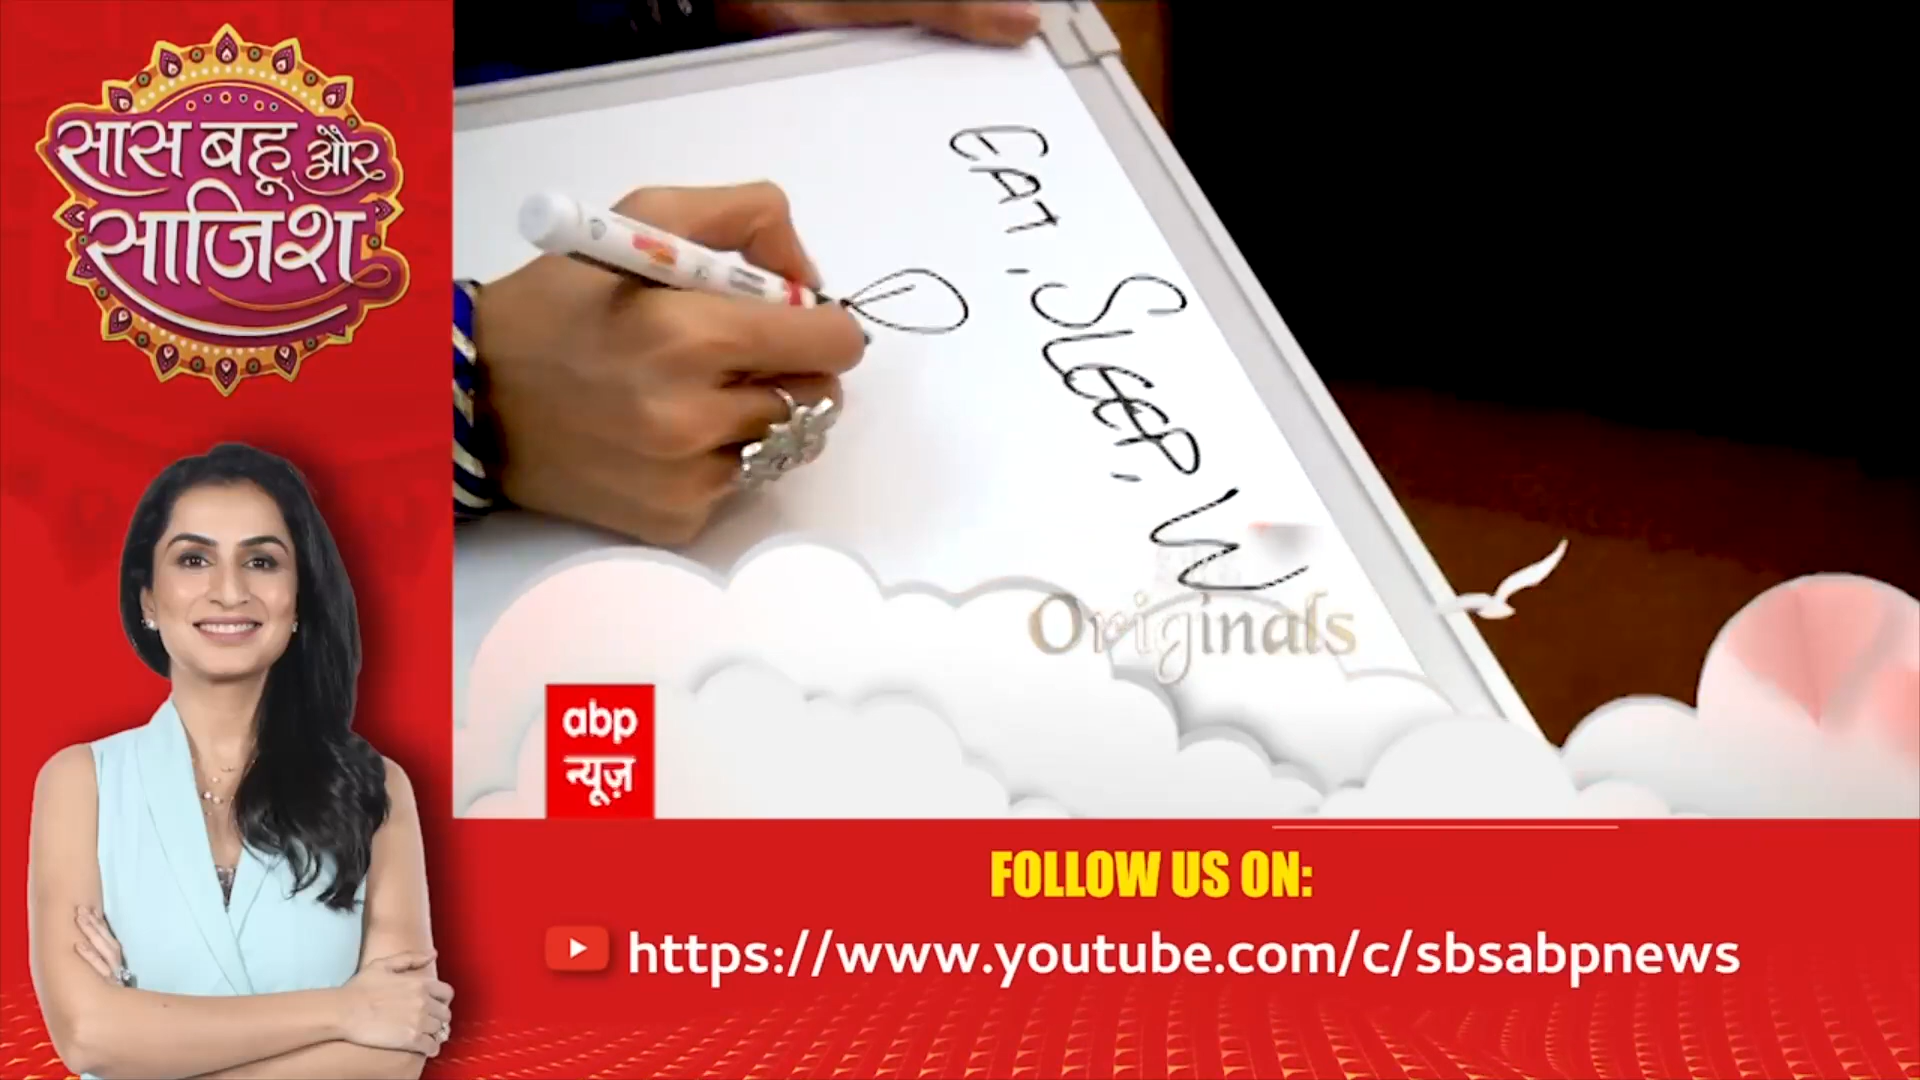 सास बहू और
साजिश
EAT, SLEEP, W
Originals
abp
न्यूज़
FOLLOW US ON:
https://www.youtube.com/c/sbsabpnews